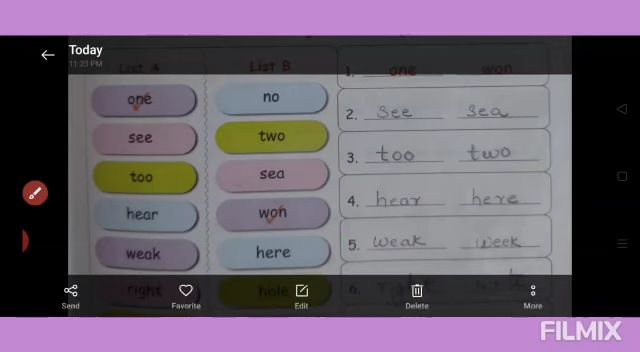 Today
11:23 PM
List A
List B
1. one won
one
no
2. see sea
see
two
3. too two
too
sea
4. hear here
hear
won
5. weak week
weak
here
6. right
right
hole
Send
Favorite
Edit
Delete
More
FILMIX